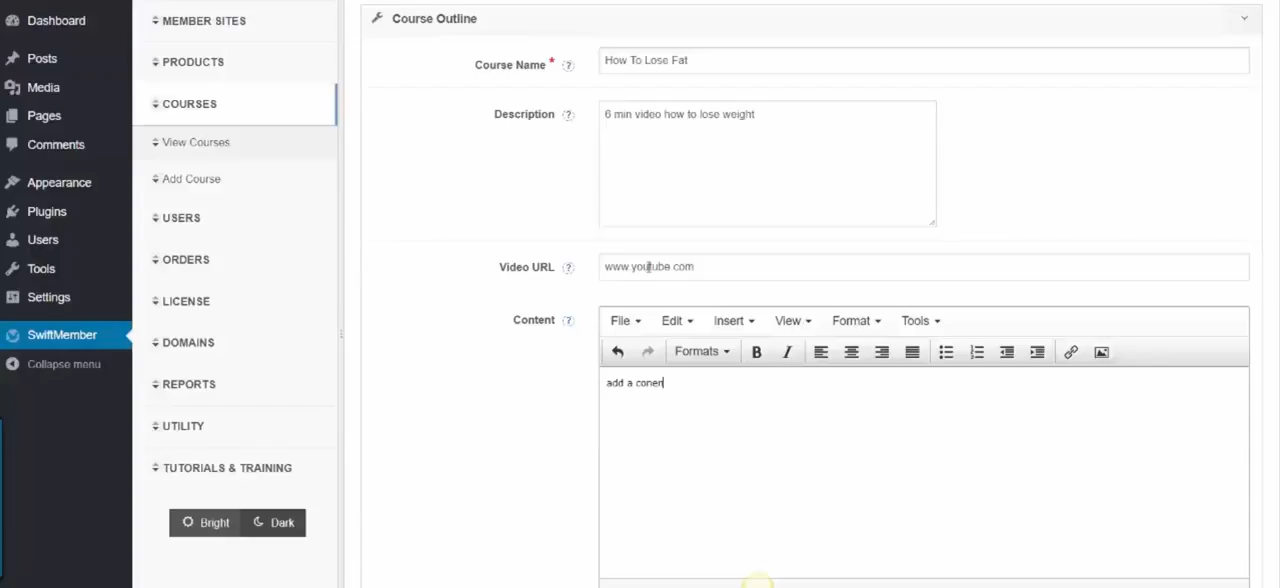 Dashboard
Posts
Media
Pages
Comments
Appearance
Plugins
Users
Tools
Settings
SwiftMember
Collapse menu
MEMBER SITES
PRODUCTS
COURSES
View Courses
Add Course
USERS
ORDERS
LICENSE
DOMAINS
REPORTS
UTILITY
TUTORIALS & TRAINING
Bright Dark
Course Outline
Course Name * ? How To Lose Fat
Description ? 6 min video how to lose weight
Video URL ? www.youtube.com
Content ?
File Edit Insert View Format Tools
Formats B I
add a conen